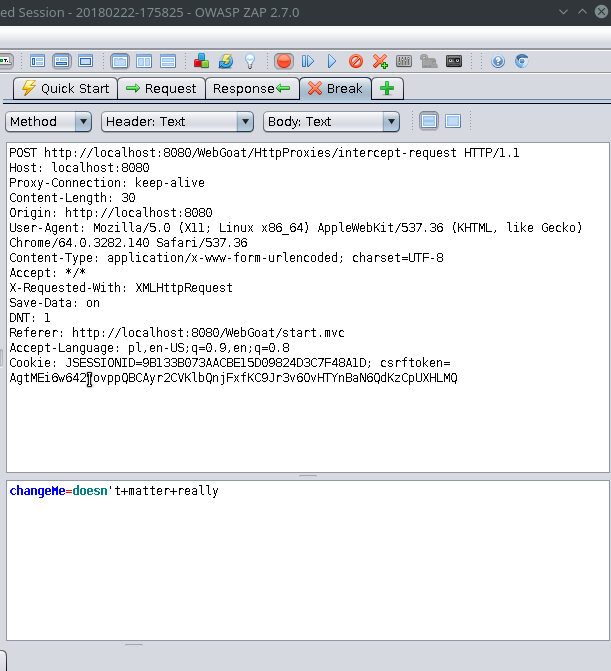 ed Session - 20180222-175825 - OWASP ZAP 2.7.0
Quick Start Request Response Break
Method Header: Text Body: Text
POST http://localhost:8080/WebGoat/HttpProxies/intercept-request HTTP/1.1
Host: localhost:8080
Proxy-Connection: keep-alive
Content-Length: 30
Origin: http://localhost:8080
User-Agent: Mozilla/5.0 (X11; Linux x86_64) AppleWebKit/537.36 (KHTML, like Gecko)
Chrome/64.0.3282.140 Safari/537.36
Content-Type: application/x-www-form-urlencoded; charset=UTF-8
Accept: */*
X-Requested-With: XMLHttpRequest
Save-Data: on
DNT: 1
Referer: http://localhost:8080/WebGoat/start.mvc
Accept-Language: pl,en-US;q=0.9,en;q=0.8
Cookie: JSESSIONID=9B133B073AACBE15D09824D3C7F48A1D; csrftoken=
changeMe=doesn't+matter+really